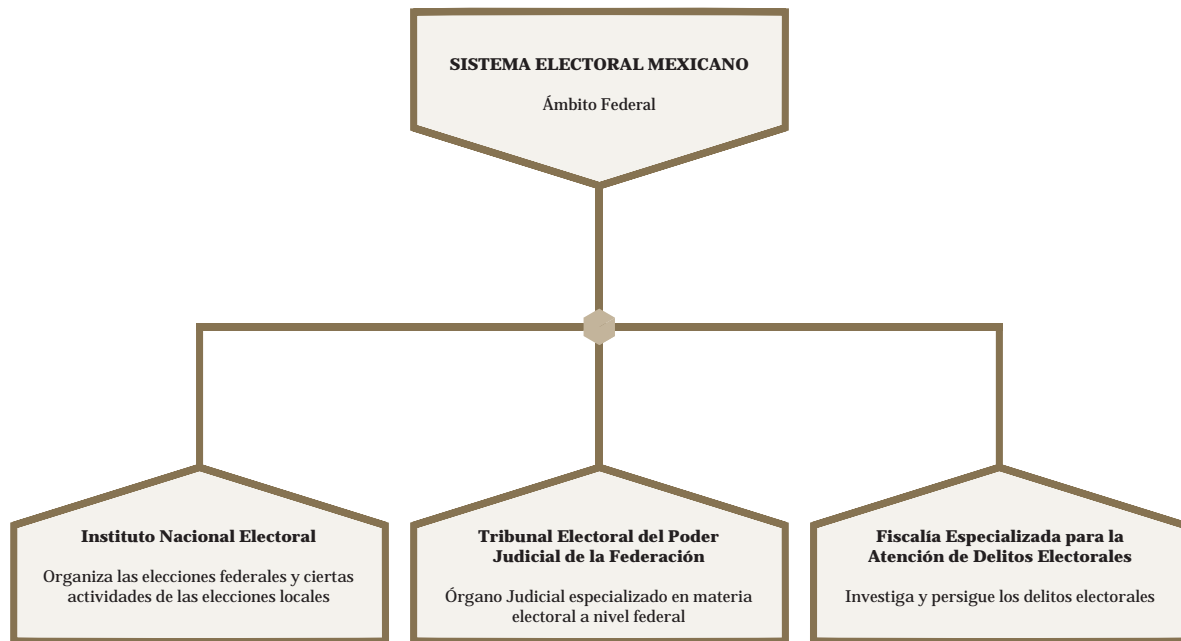 SISTEMA ELECTORAL MEXICANO
Ámbito Federal
Instituto Nacional Electoral
Organiza las elecciones federales y ciertas
actividades de las elecciones locales
Tribunal Electoral del Poder
Judicial de la Federación
Órgano Judicial especializado en materia
electoral a nivel federal
Fiscalía Especializada para la
Atención de Delitos Electorales
Investiga y persigue los delitos electorales